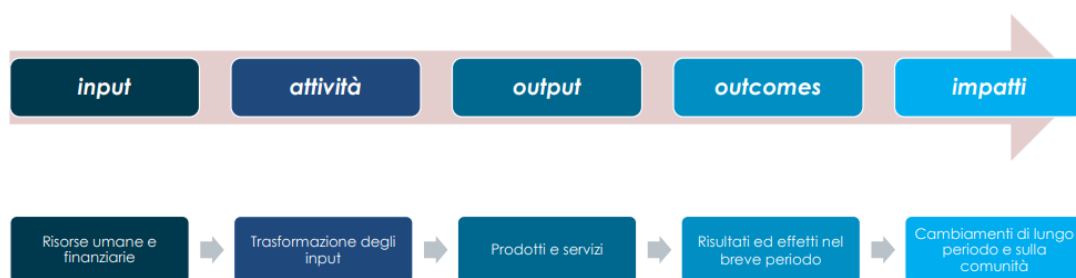 input
attività
output
outcomes
impatti
Risorse umane e
finanziarie
Trasformazione degli
input
Prodotti e servizi
Risultati ed effetti nel
breve periodo
Cambiamenti di lungo
periodo e sulla
comunità